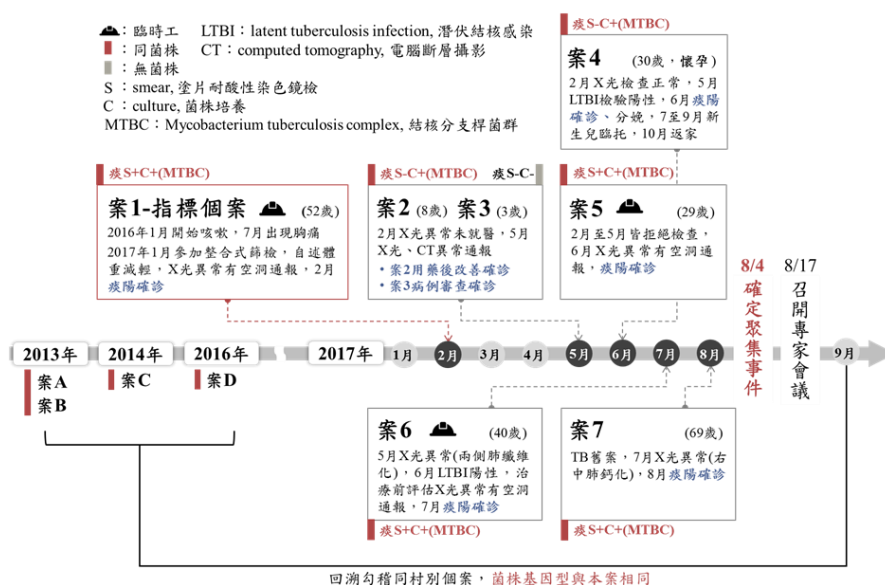 ：臨時工　LTBI：latent tuberculosis infection, 潛伏結核感染
：同菌株　CT：computed tomography, 電腦斷層攝影
：無菌株
S：smear, 塗片耐酸性染色鏡檢
C：culture, 菌株培養
MTBC：Mycobacterium tuberculosis complex, 結核分支桿菌群
痰S-C+(MTBC)
案4 (30歲，懷孕)
2月X光檢查正常，5月
LTBI檢驗陽性，6月痰陽
確診、分娩，7至9月新
生兒臨托，10月返家
痰S+C+(MTBC)
案1-指標個案 (52歲)
2016年1月開始咳嗽，7月出現胸痛
2017年1月參加整合式篩檢，自述體
重減輕，X光異常有空洞通報，2月
痰陽確診
痰S-C+(MTBC)　痰S-C-
案2 (8歲) 案3 (3歲)
2月X光異常未就醫，5月
X光、CT異常通報
・案2用藥後改善確診
・案3病例審查確診
痰S+C+(MTBC)
案5 (29歲)
2月至5月皆拒絕檢查，
6月X光異常有空洞通
報，痰陽確診
8/4
確定聚集事件
8/17
召開專家會議
2013年 2014年 2016年 2017年 1月 2月 3月 4月 5月 6月 7月 8月 9月
案A
案B
案C
案D
案6 (40歲)
5月X光異常(兩側肺纖維
化)，6月LTBI陽性，治
療前評估X光異常有空洞
通報，7月痰陽確診
痰S+C+(MTBC)
案7 (69歲)
TB舊案，7月X光異常(右
中肺鈣化)，8月痰陽確診
痰S+C+(MTBC)
回溯勾稽同村別個案，菌株基因型與本案相同